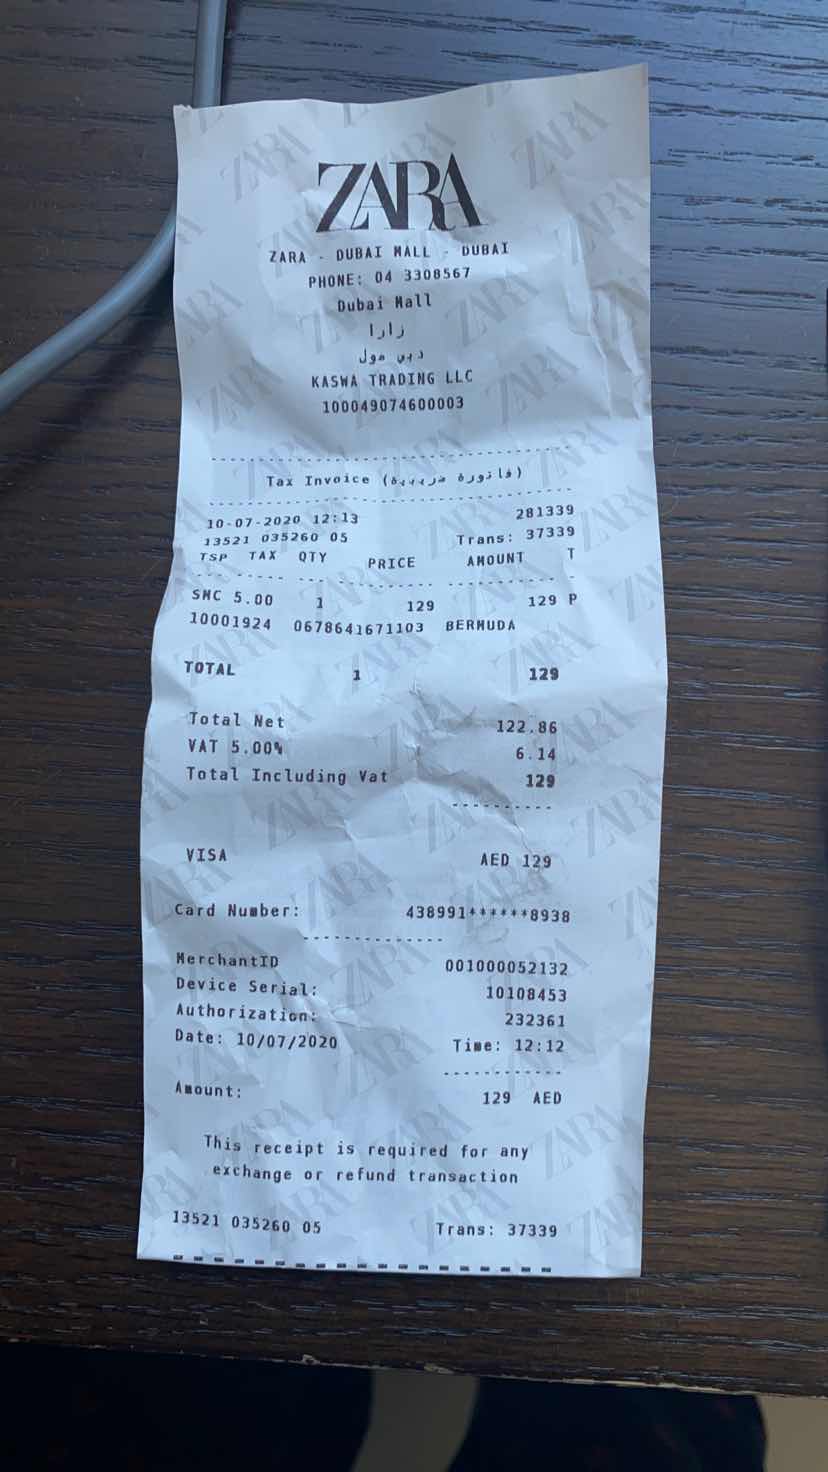 ZARA
ZARA - DUBAI MALL - DUBAI
PHONE: 04 3308567
Dubai Mall
زارا
دبي مول
KASWA TRADING LLC
100049074600003
Tax Invoice (فاتورة ضريبية)
10-07-2020 12:13 281339
13521 035260 05 Trans: 37339
TSP TAX QTY PRICE AMOUNT T
SMC 5.00 1 129 129 P
10001924 0678641671103 BERMUDA
TOTAL 1 129
Total Net 122.86
VAT 5.00% 6.14
Total Including Vat 129
VISA AED 129
Card Number: 438991******8938
MerchantID 001000052132
Device Serial: 10108453
Authorization: 232361
Date: 10/07/2020 Time: 12:12
Amount: 129 AED
This receipt is required for any
exchange or refund transaction
13521 035260 05 Trans: 37339